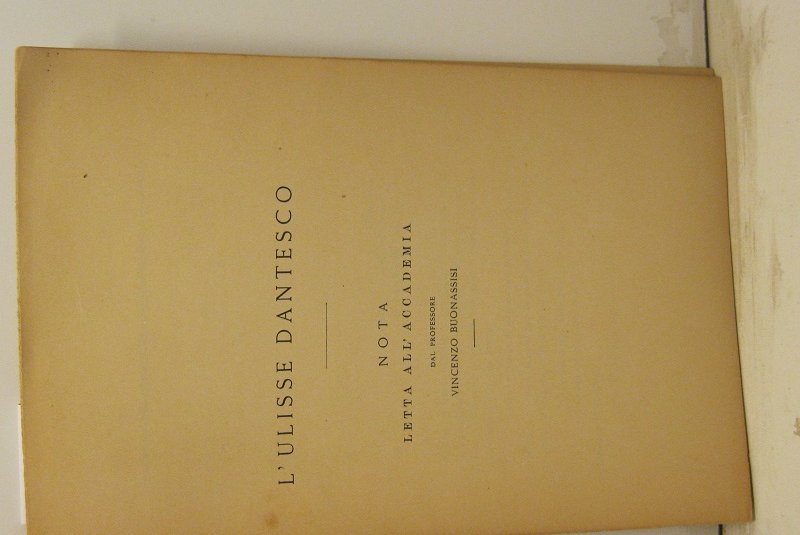 L'ULISSE DANTESCO
NOTA
LETTA ALL'ACCADEMIA
DAL PROFESSORE
VINCENZO BUONASSISI